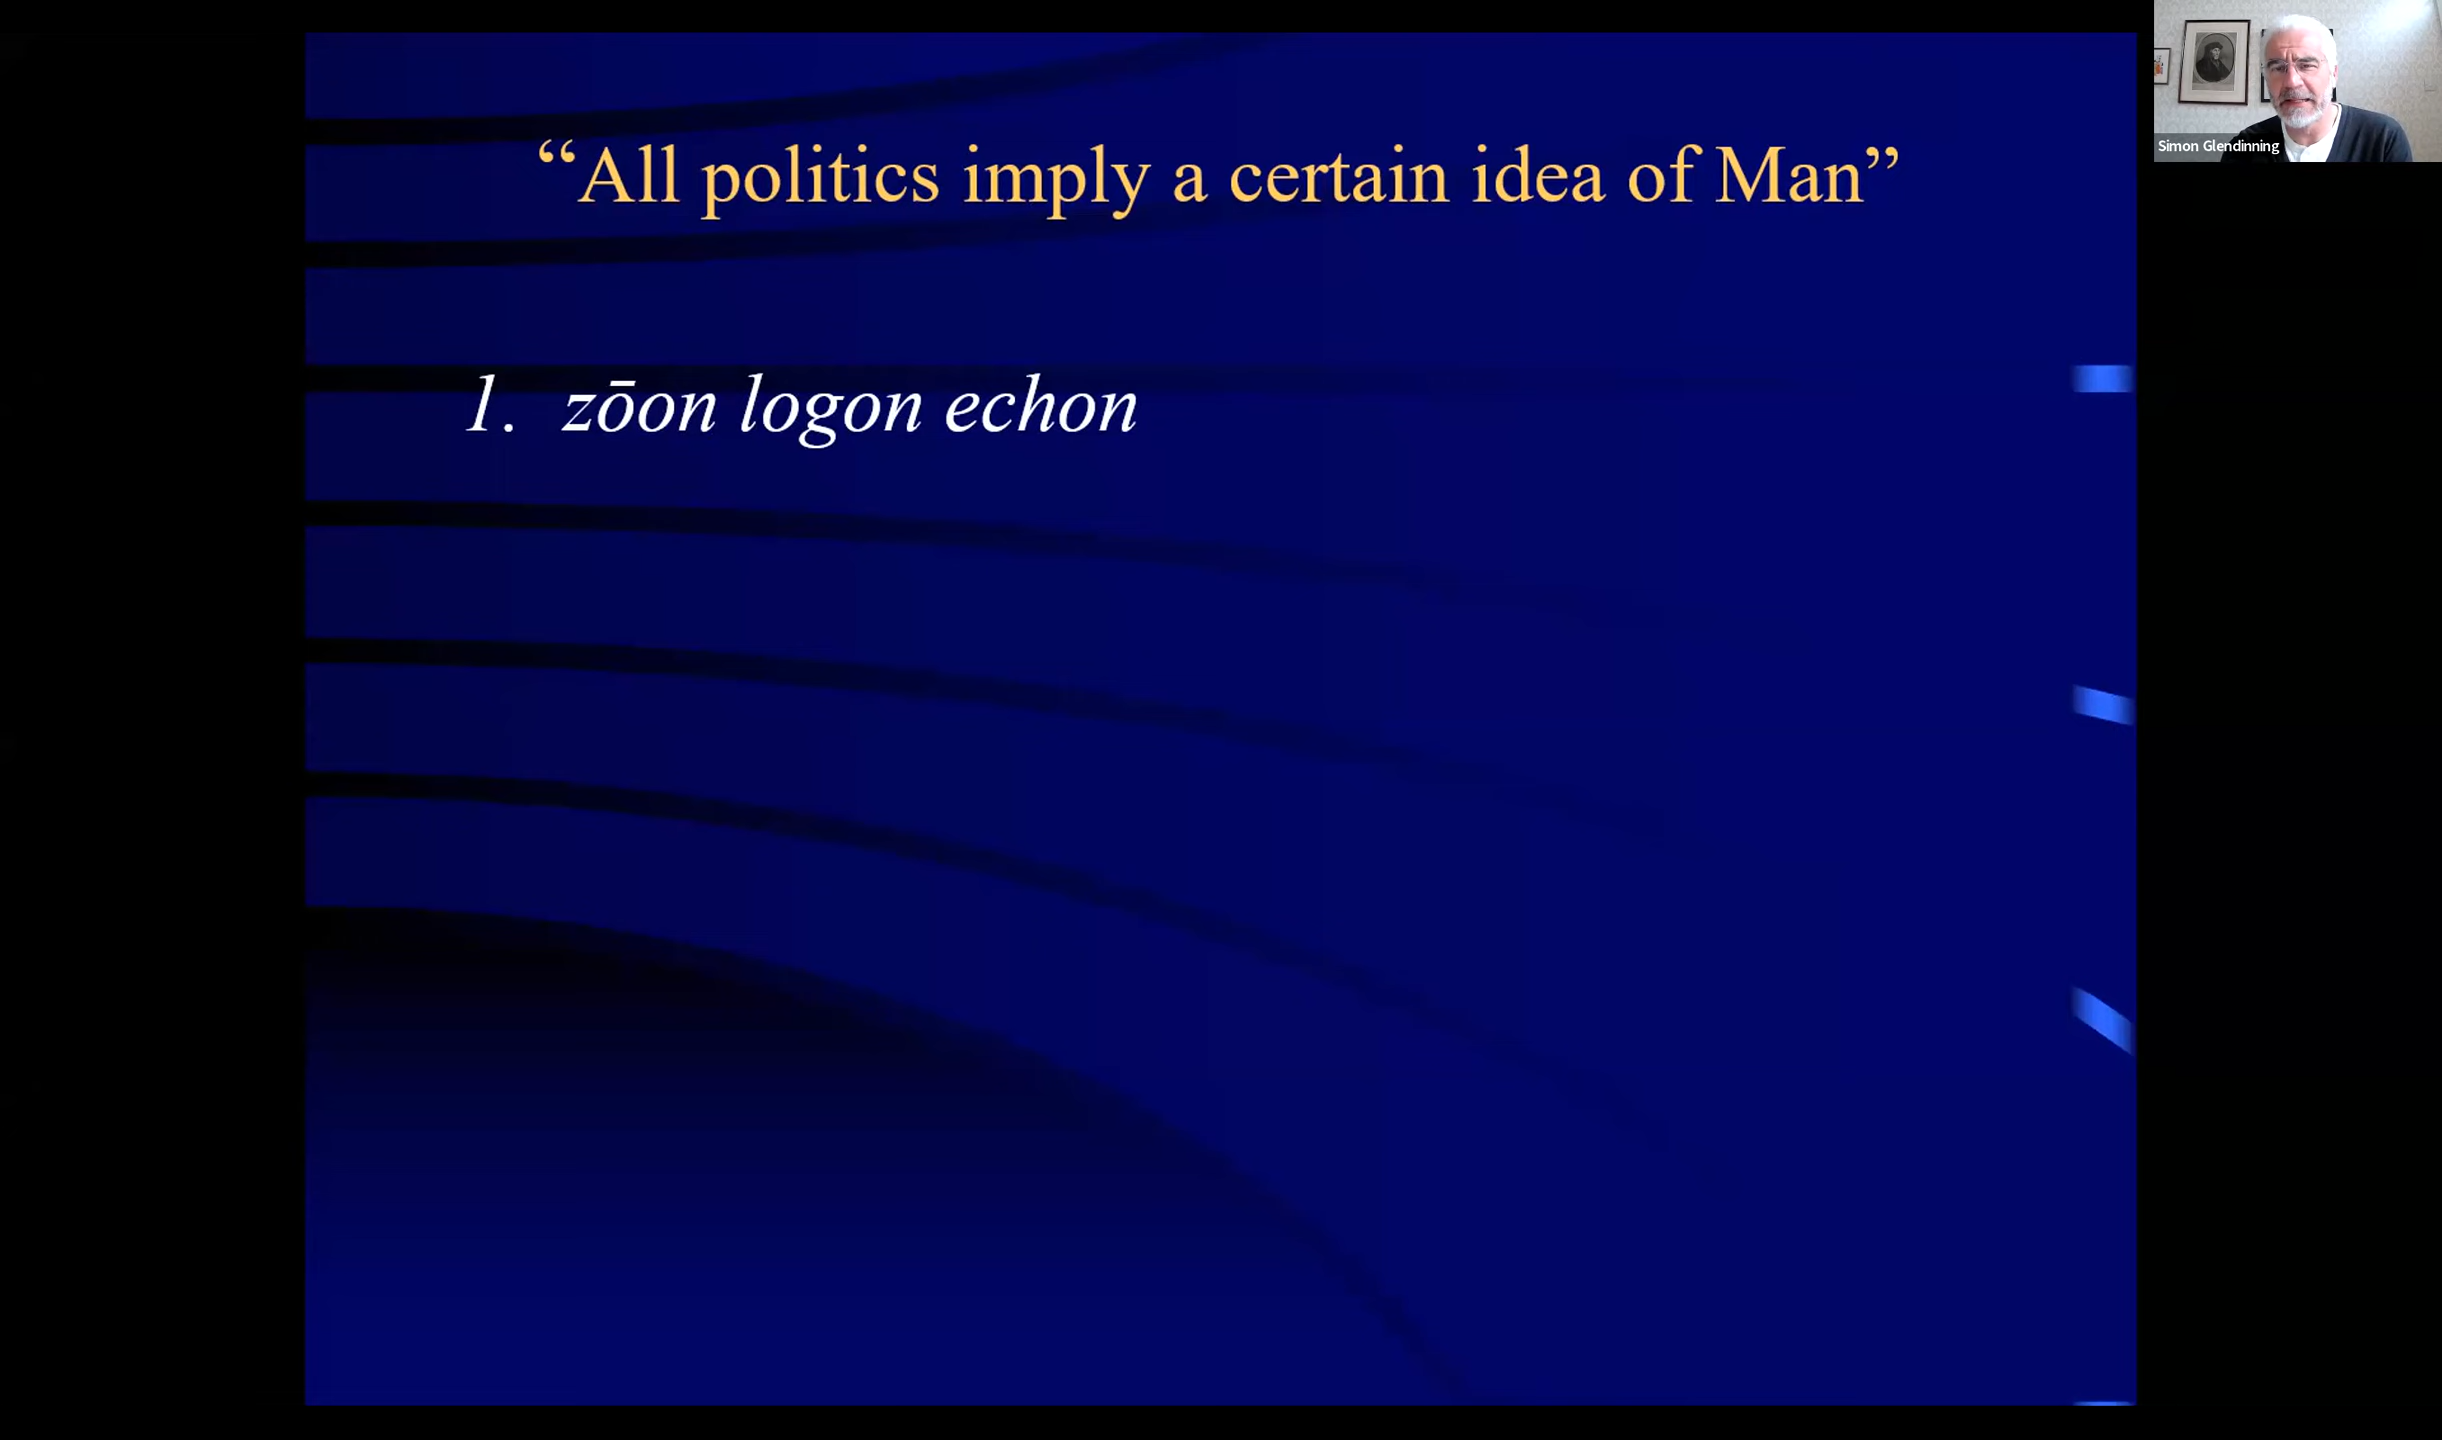 “All politics imply a certain idea of Man”
1. zōon logon echon
Simon Glendinning